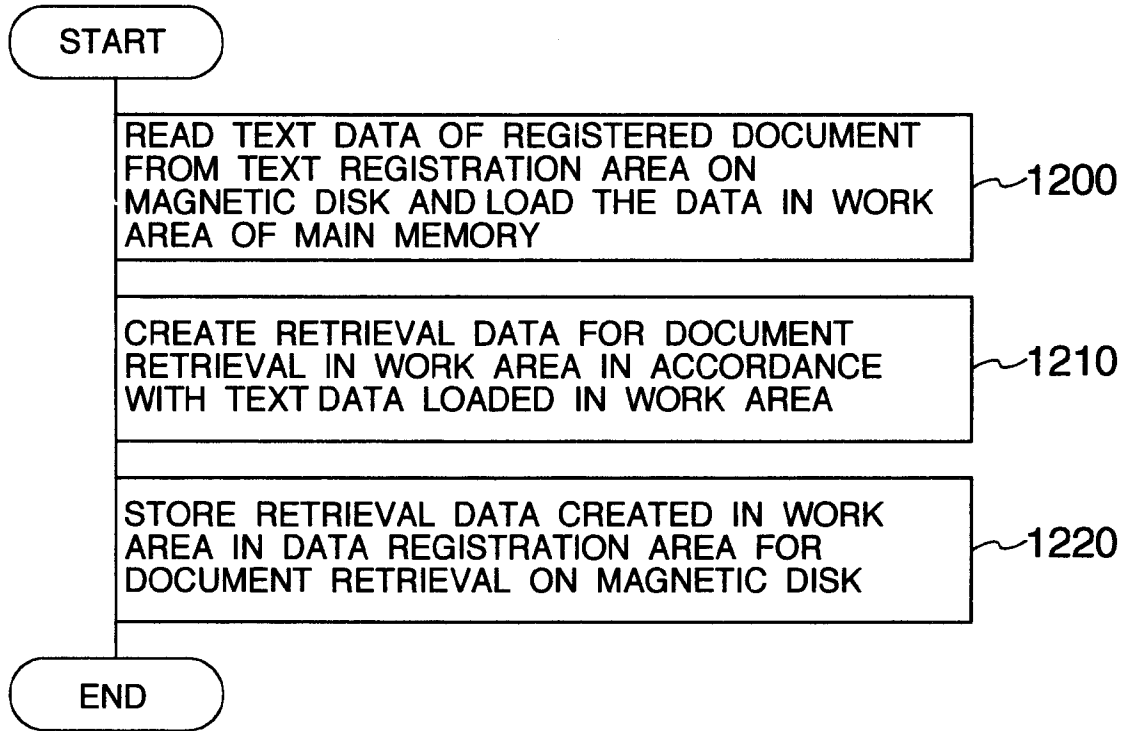 START
READ TEXT DATA OF REGISTERED DOCUMENT
FROM TEXT REGISTRATION AREA ON
MAGNETIC DISK AND LOAD THE DATA IN WORK
AREA OF MAIN MEMORY
1200
CREATE RETRIEVAL DATA FOR DOCUMENT
RETRIEVAL IN WORK AREA IN ACCORDANCE
WITH TEXT DATA LOADED IN WORK AREA
1210
STORE RETRIEVAL DATA CREATED IN WORK
AREA IN DATA REGISTRATION AREA FOR
DOCUMENT RETRIEVAL ON MAGNETIC DISK
1220
END